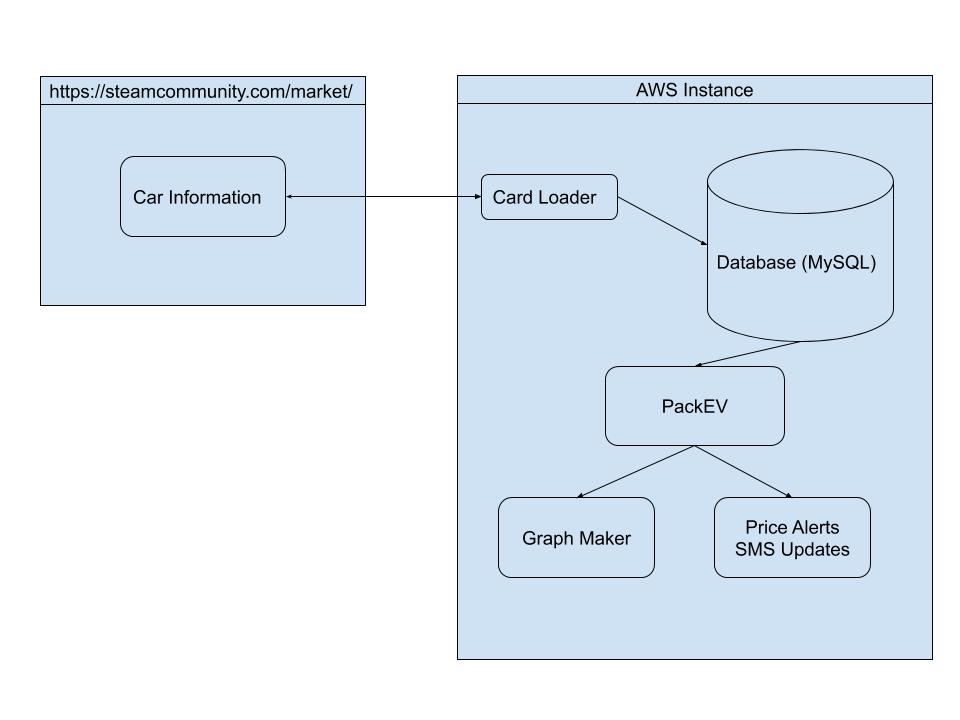 https://steamcommunity.com/market/
AWS Instance
Car Information
Card Loader
Database (MySQL)
PackEV
Graph Maker
Price Alerts
SMS Updates